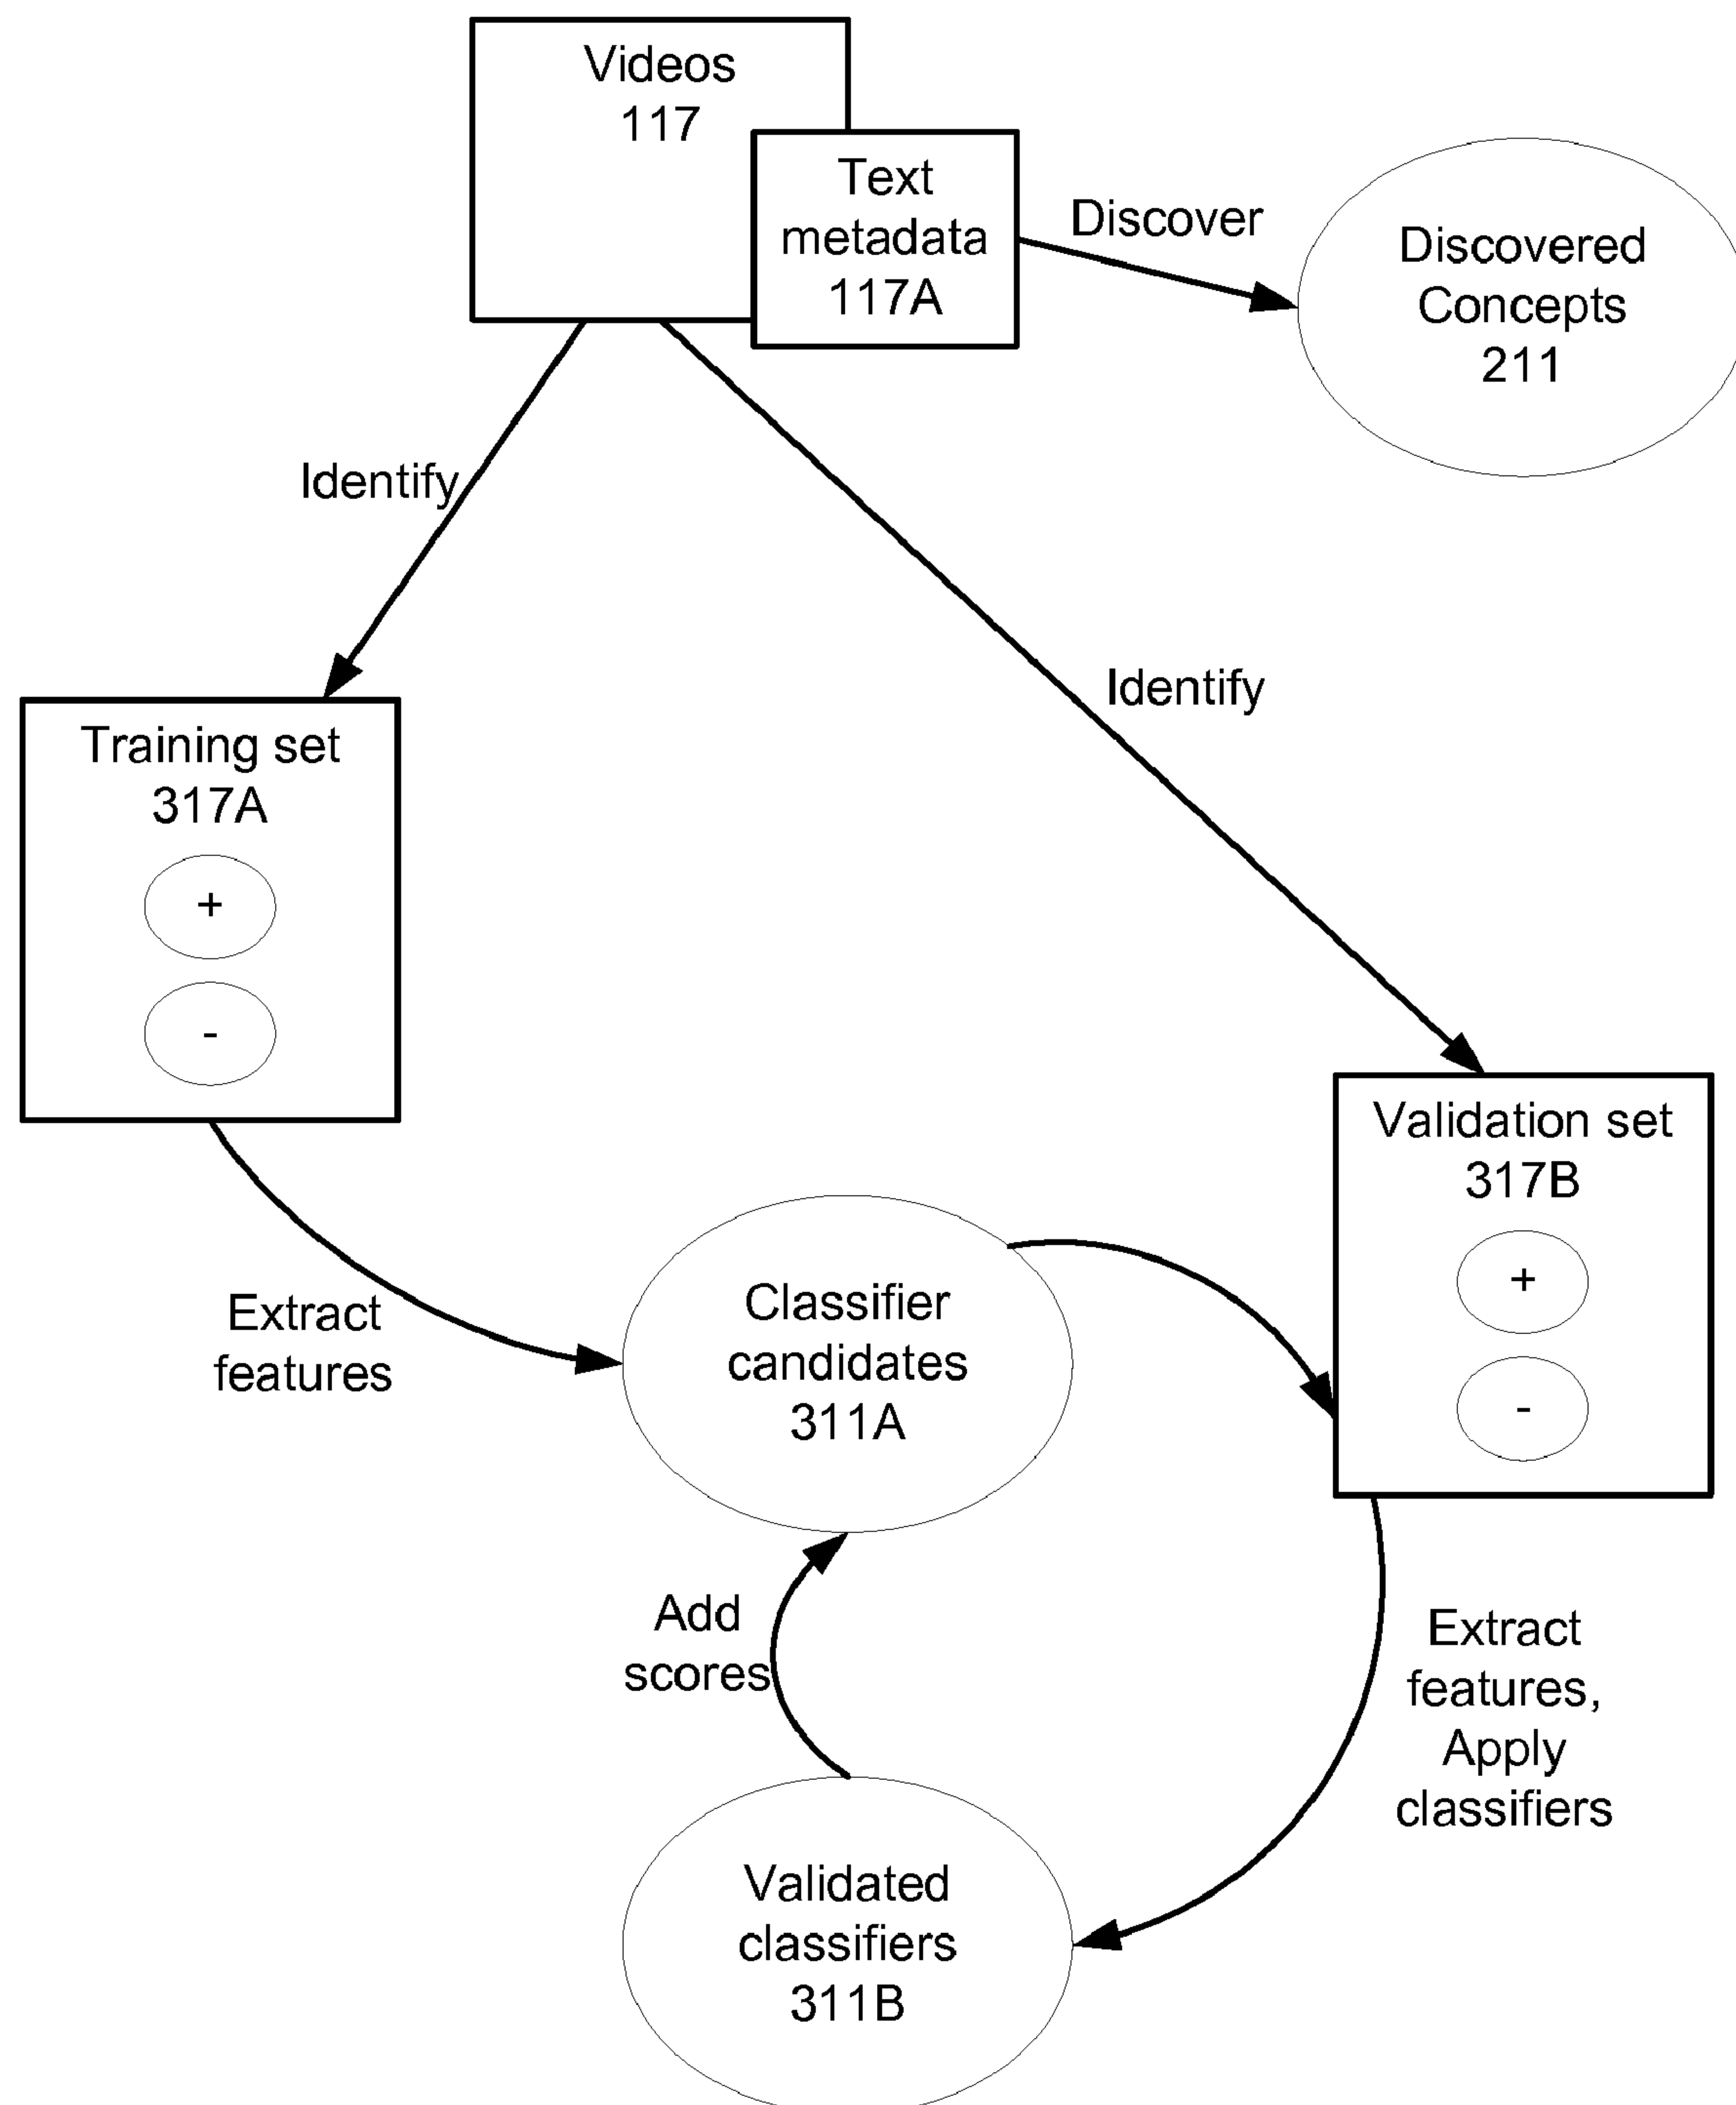 Videos
117
Text
metadata
117A
Discover
Discovered
Concepts
211
Identify
Identify
Training set
317A
+
-
Validation set
317B
+
-
Extract
features
Classifier
candidates
311A
Add
scores
Extract
features,
Apply
classifiers
Validated
classifiers
311B